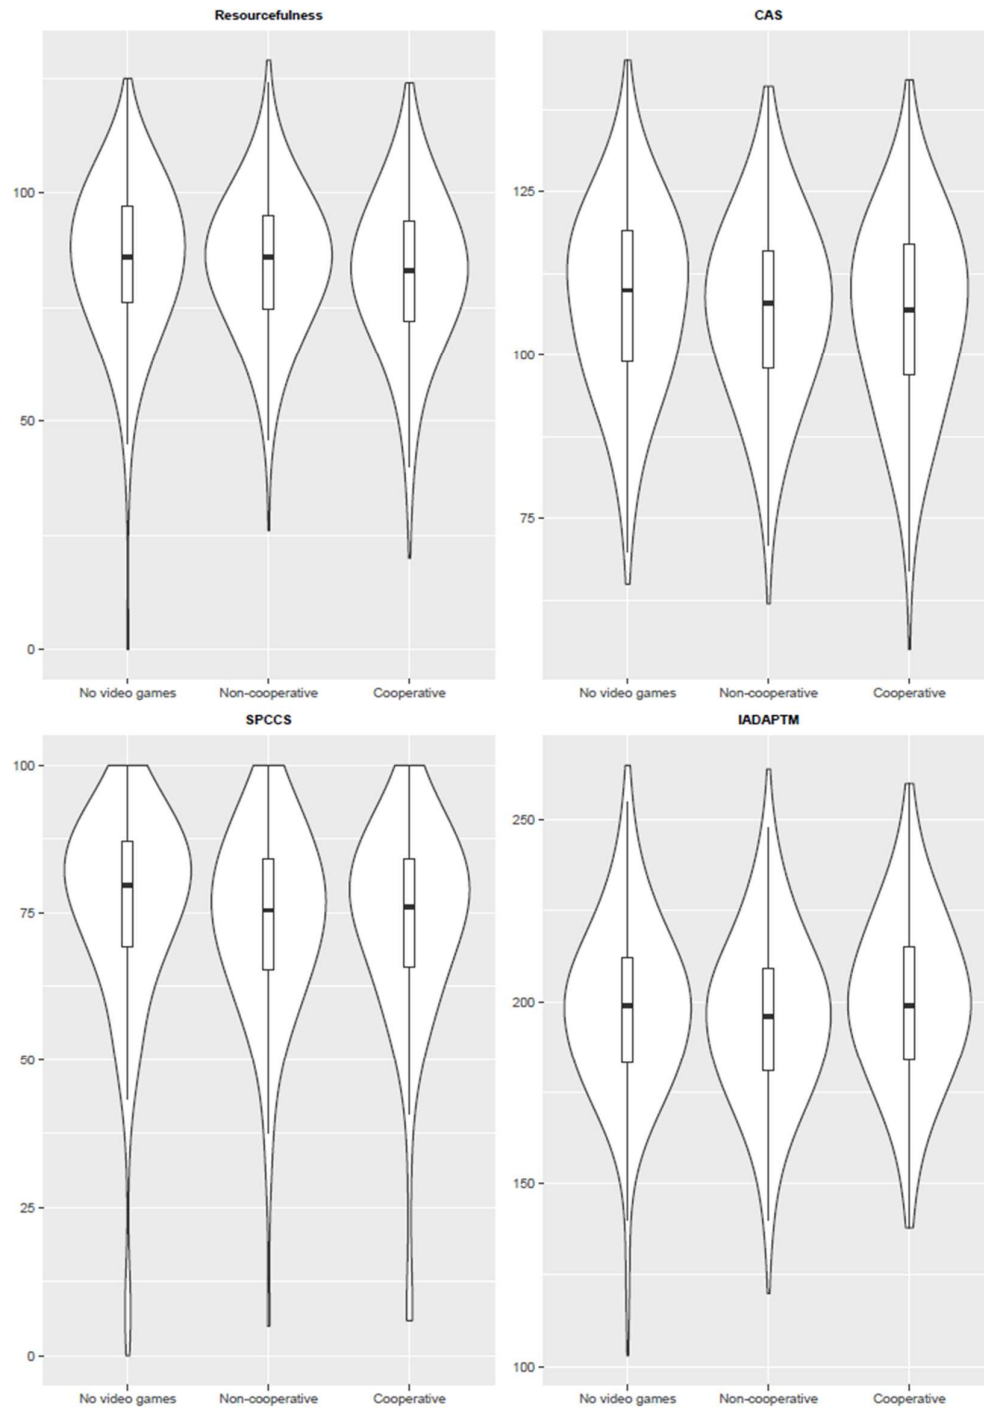 Resourcefulness
CAS
100
50
0
125
100
75
No video games Non-cooperative Cooperative
No video games Non-cooperative Cooperative
SPCCS
IADAPTM
100
75
50
25
0
250
200
150
100
No video games Non-cooperative Cooperative
No video games Non-cooperative Cooperative